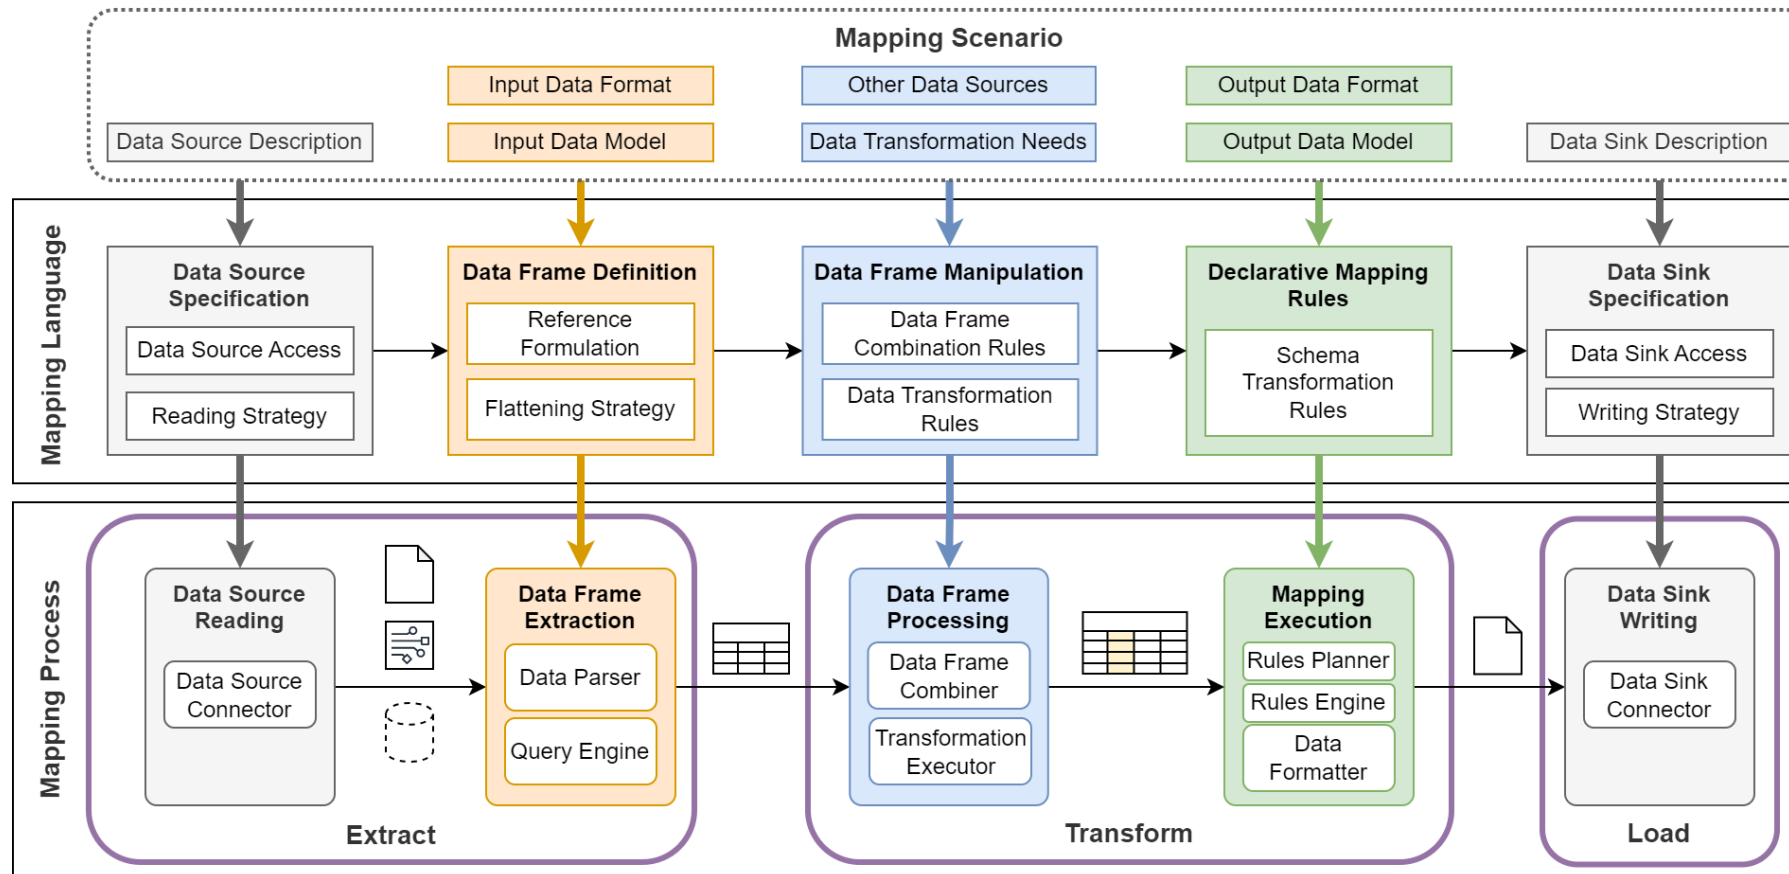 Mapping Scenario
Input Data Format
Other Data Sources
Output Data Format
Data Source Description
Input Data Model
Data Transformation Needs
Output Data Model
Data Sink Description
Mapping Language
Data Source
Specification
Data Source Access
Reading Strategy
Data Frame Definition
Reference
Formulation
Flattening Strategy
Data Frame Manipulation
Data Frame
Combination Rules
Data Transformation
Rules
Declarative Mapping
Rules
Schema
Transformation
Rules
Data Sink
Specification
Data Sink Access
Writing Strategy
Mapping Process
Data Source
Reading
Data Source
Connector
Data Frame
Extraction
Data Parser
Query Engine
Extract
Data Frame
Processing
Data Frame
Combiner
Transformation
Executor
Mapping
Execution
Rules Planner
Rules Engine
Data
Formatter
Transform
Data Sink
Writing
Data Sink
Connector
Load